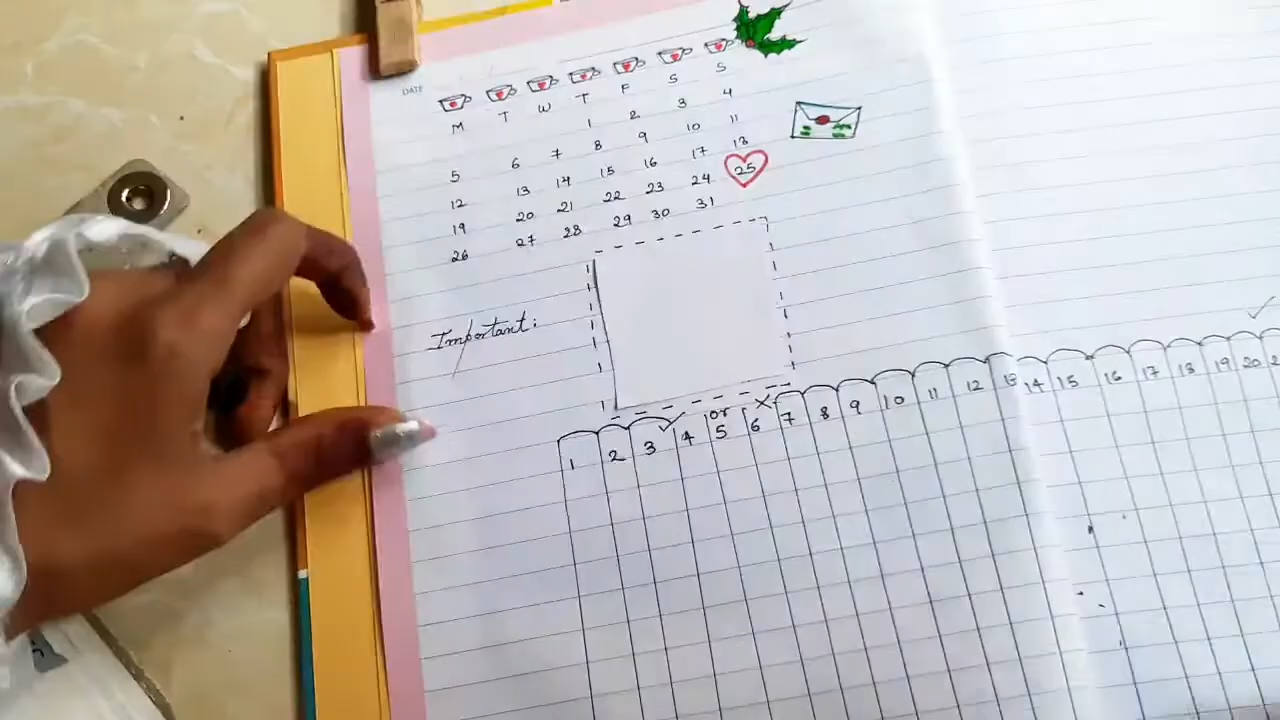 DATE
M T W T F S S
1 2 3 4
5 6 7 8 9 10 11
12 13 14 15 16 17 18
19 20 21 22 23 24 25
26 27 28 29 30 31
Important:
or
1 2 3 4 5 6 7 8 9 10 11 12 13 14 15 16 17 18 19 20